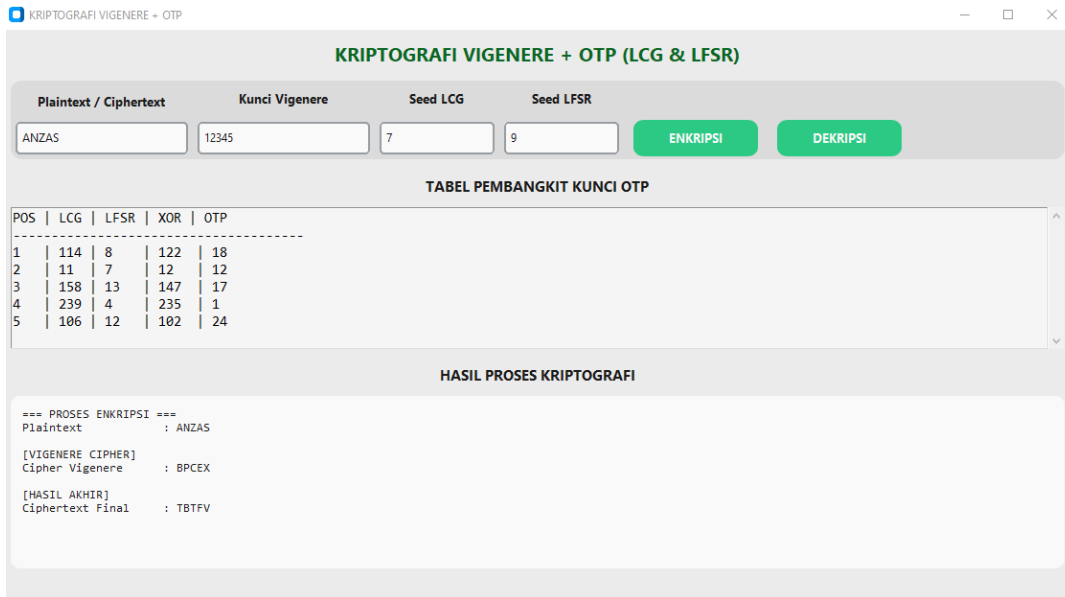 KRIPTOGRAFI VIGENERE + OTP
KRIPTOGRAFI VIGENERE + OTP (LCG & LFSR)
Plaintext / Ciphertext Kunci Vigenere Seed LCG Seed LFSR
ANZAS 12345 7 9 ENKRIPSI DEKRIPSI
TABEL PEMBANGKIT KUNCI OTP
POS | LCG | LFSR | XOR | OTP
--------------------------------------
1 | 114 | 8 | 122 | 18
2 | 11 | 7 | 12 | 12
3 | 158 | 13 | 147 | 17
4 | 239 | 4 | 235 | 1
5 | 106 | 12 | 102 | 24
HASIL PROSES KRIPTOGRAFI
=== PROSES ENKRIPSI ===
Plaintext : ANZAS
[VIGENERE CIPHER]
Cipher Vigenere : BPCEX
[HASIL AKHIR]
Ciphertext Final : TBTFV